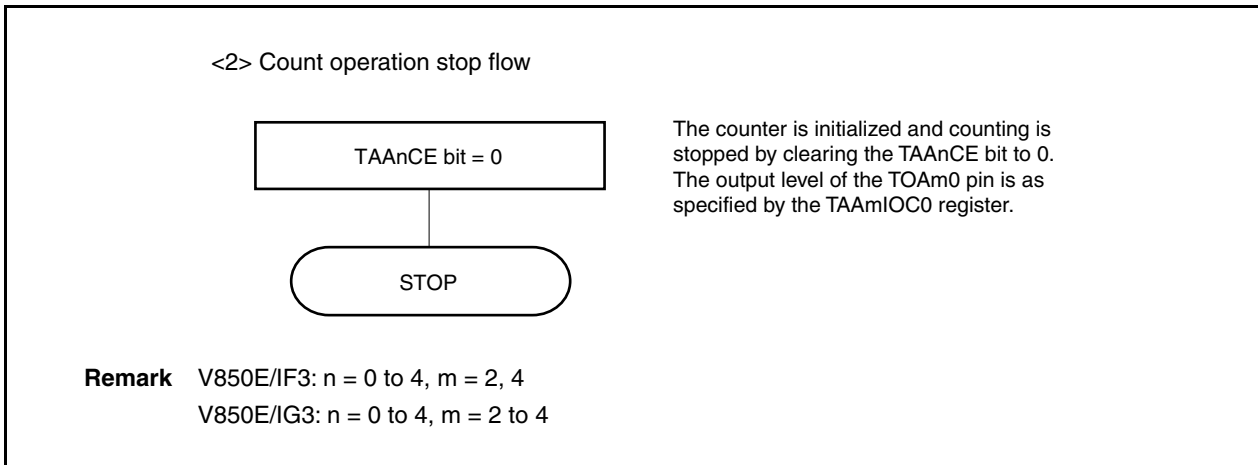 <2> Count operation stop flow
TAAnCE bit = 0
The counter is initialized and counting is
stopped by clearing the TAAnCE bit to 0.
The output level of the TOAm0 pin is as
specified by the TAAmIOC0 register.
STOP
Remark V850E/IF3: n = 0 to 4, m = 2, 4
V850E/IG3: n = 0 to 4, m = 2 to 4